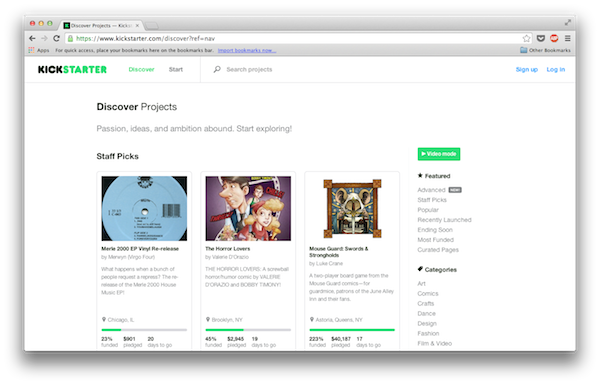 Discover Projects — Kicks
https://www.kickstarter.com/discover?ref=nav
Apps For quick access, place your bookmarks here on the bookmarks bar. Import bookmarks now... Other Bookmarks
KICKSTARTER Discover Start Search projects Sign up Log in
Discover Projects
Passion, ideas, and ambition abound. Start exploring!
Staff Picks
Merle 2000 EP Vinyl Re-release
by Merwyn (Virgo Four)
What happens when a bunch of
people request a repress? The re-
release of the Merle 2000 House
Music EP!
Chicago, IL
23% $901 20
funded pledged days to go
The Horror Lovers
by Valerie D'Orazio
THE HORROR LOVERS: A screwball
horror/humor comic by VALERIE
D'ORAZIO and BOBBY TIMONY!
Brooklyn, NY
45% $2,945 19
funded pledged days to go
Mouse Guard: Swords &
Strongholds
by Luke Crane
A two-player board game from the
Mouse Guard comics—for
guardmice, patrons of the June Alley
Inn and their fans.
Astoria, Queens, NY
223% $40,187 17
funded pledged days to go
Video mode
Featured
Advanced NEW
Staff Picks
Popular
Recently Launched
Ending Soon
Most Funded
Curated Pages
Categories
Art
Comics
Crafts
Dance
Design
Fashion
Film & Video